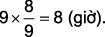 9 × 8/9 = 8 (giờ).